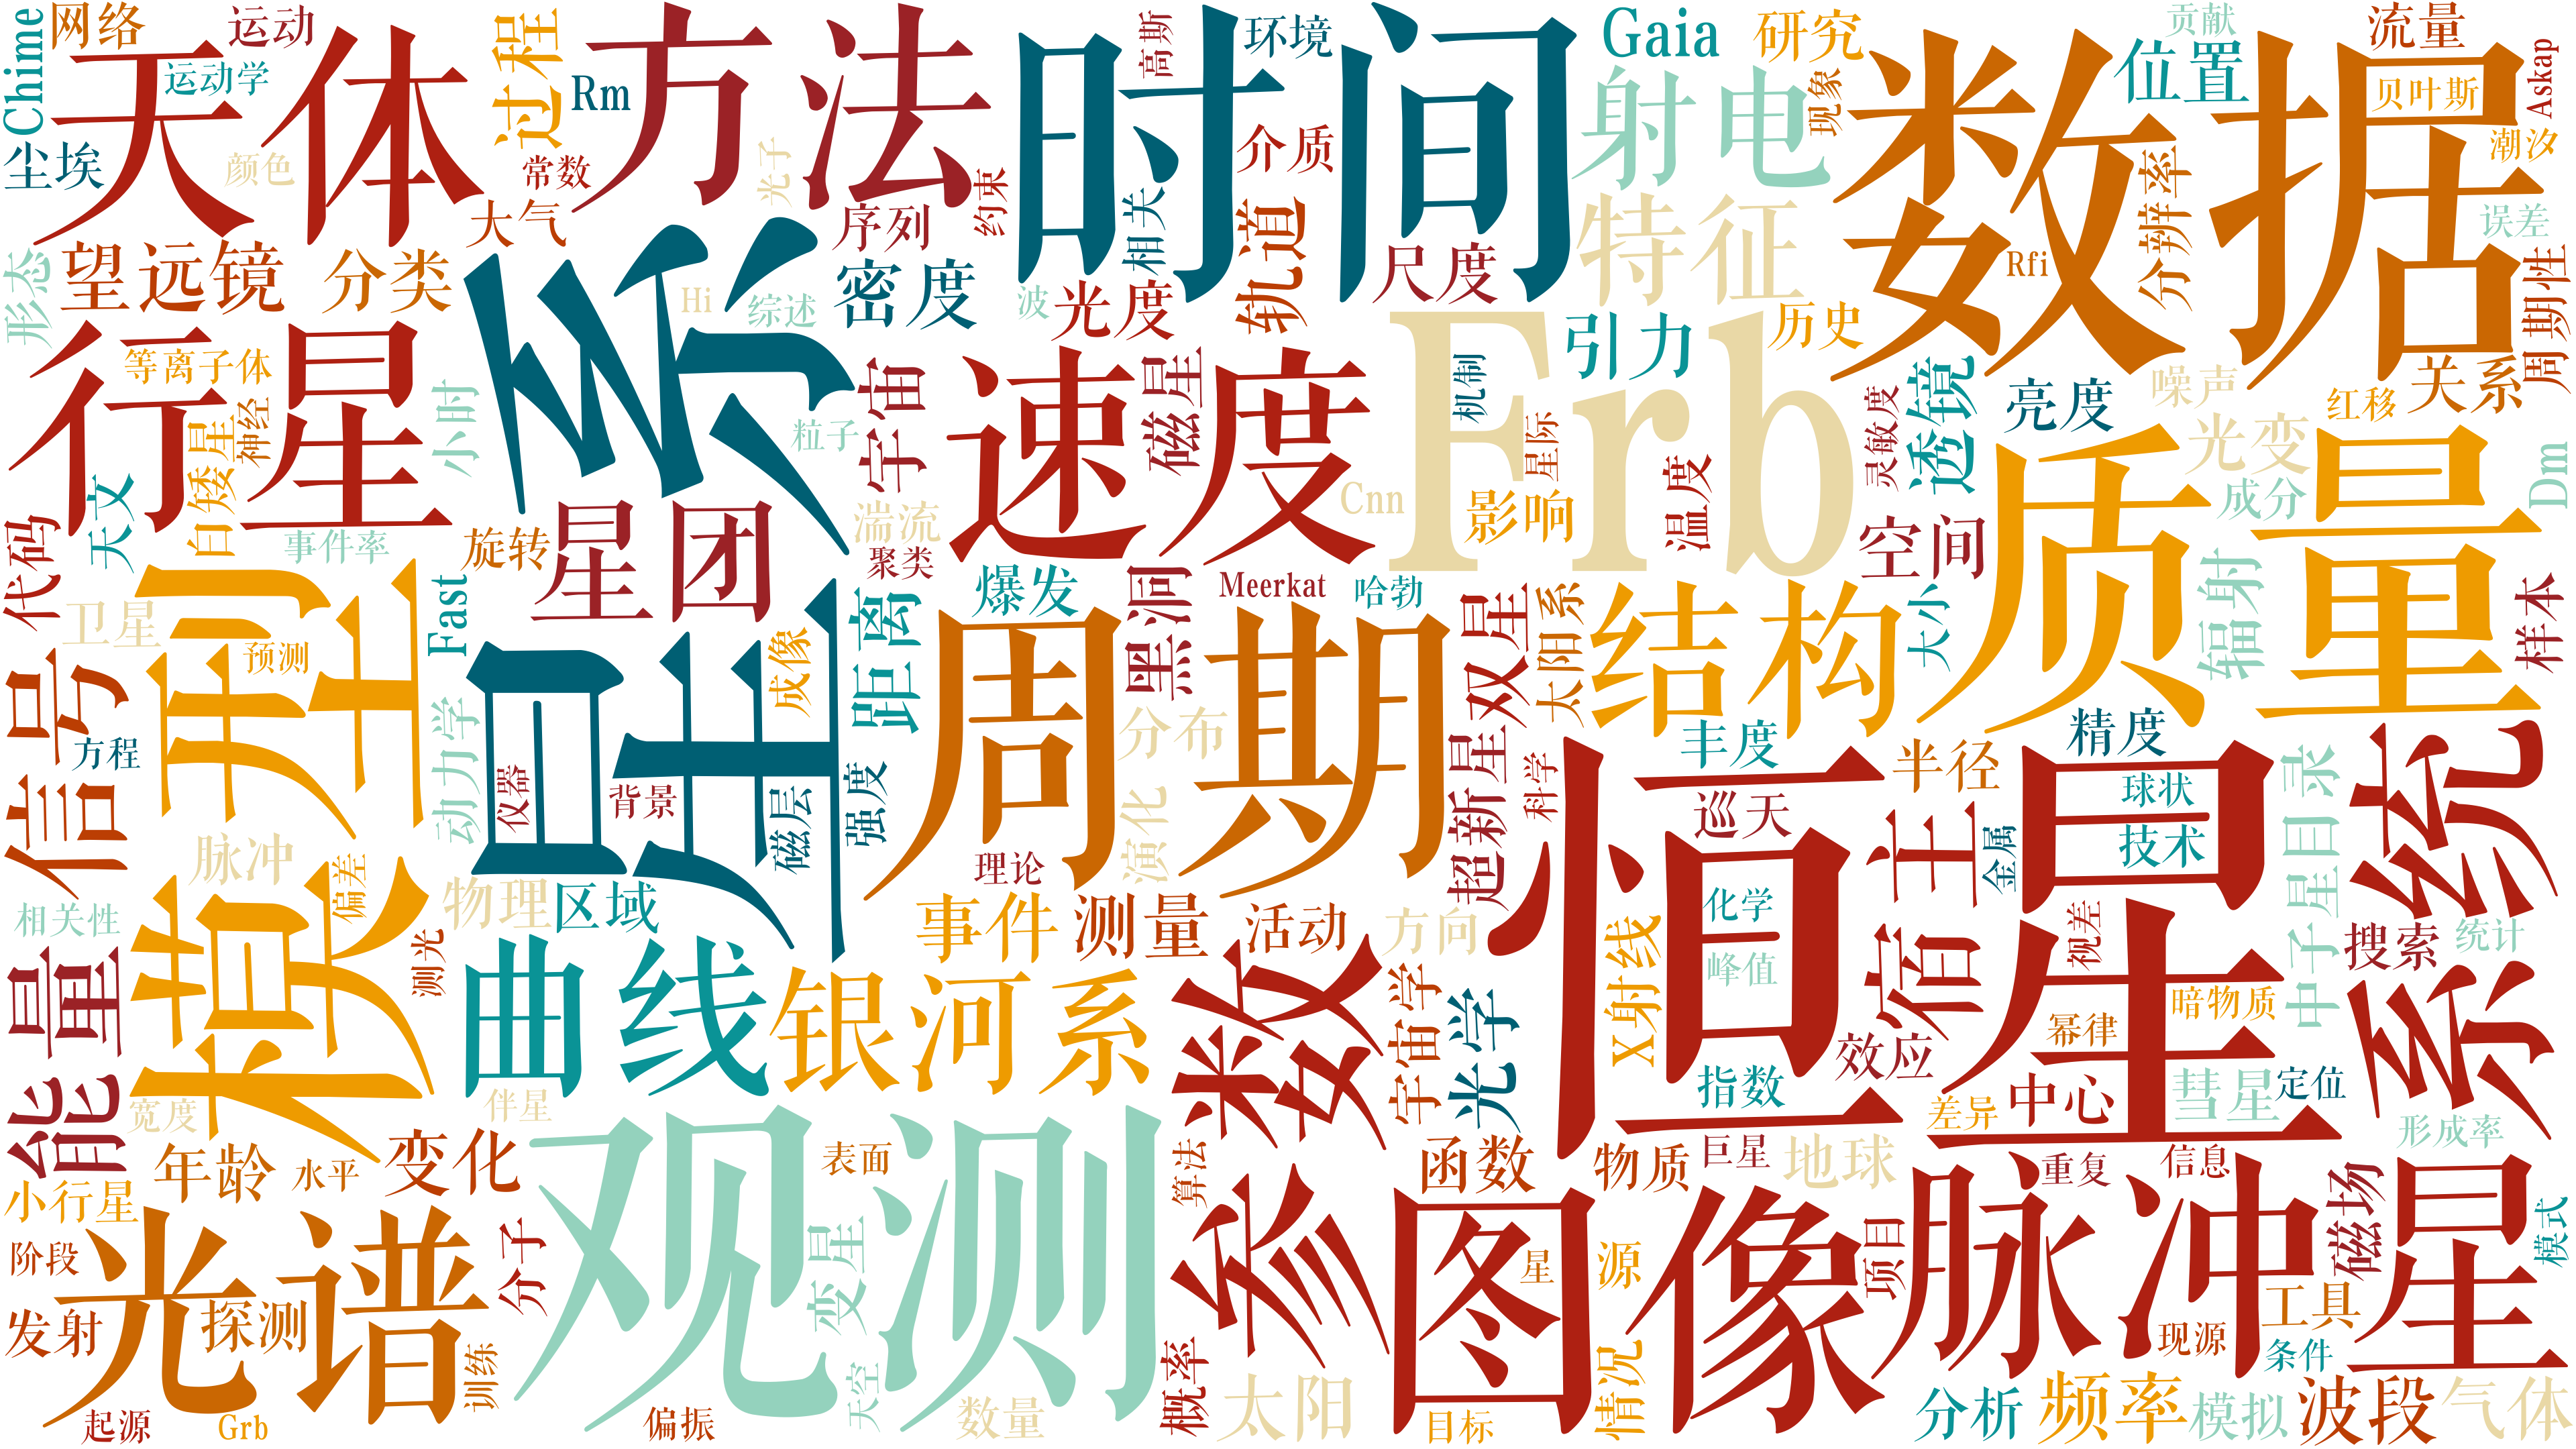 Chime
网络
运动
运动学
天体
尘埃
颜色
过程
Rm
常数
大气
方法
光子
序列
约束
时间
高斯
环境
介质
相关
轨道
尺度
Gaia
研究
射电
现象
特征
数据
贡献
流量
位置
贝叶斯
Askap
潮汐
分辨率
误差
Rfi
周期性
形态
望远镜
分类
星系
Hi
综述
密度
波
光度
引力
历史
行星
等离子体
小时
神经
白矮星
粒子
宇宙
速度
磁星
Frb
机制
星际
Cnn
影响
温度
灵敏度
透镜
亮度
噪声
红移
关系
光变
成分
Dm
质量
代码
天文
事件率
旋转
星团
湍流
聚类
空间
卫星
模型
预测
Fast
爆发
黑洞
Meerkat
哈勃
超新星
双星
太阳系
结构
大小
辐射
样本
信号
方程
动力学
仪器
背景
成像
磁层
距离
强度
周期
分布
演化
理论
科学
丰度
巡天
恒星
半径
精度
球状
技术
金属
宿主
中子星
目录
系统
相关性
脉冲
偏差
测光
物理
区域
事件
测量
活动
方向
化学
峰值
视差
搜索
统计
能量
曲线
银河系
参数
宇宙学
光学
X射线
效应
幂律
暗物质
宽度
伴星
指数
中心
差异
彗星
定位
形成率
年龄
水平
变化
小行星
观测
表面
算法
函数
物质
巨星
地球
重复
信息
磁场
模式
阶段
光谱
分子
变星
图像
星
源
项目
脉冲星
工具
发射
探测
训练
天空
概率
情况
现源
条件
起源
Grb
偏振
数量
太阳
目标
分析
频率
模拟
波段
气体